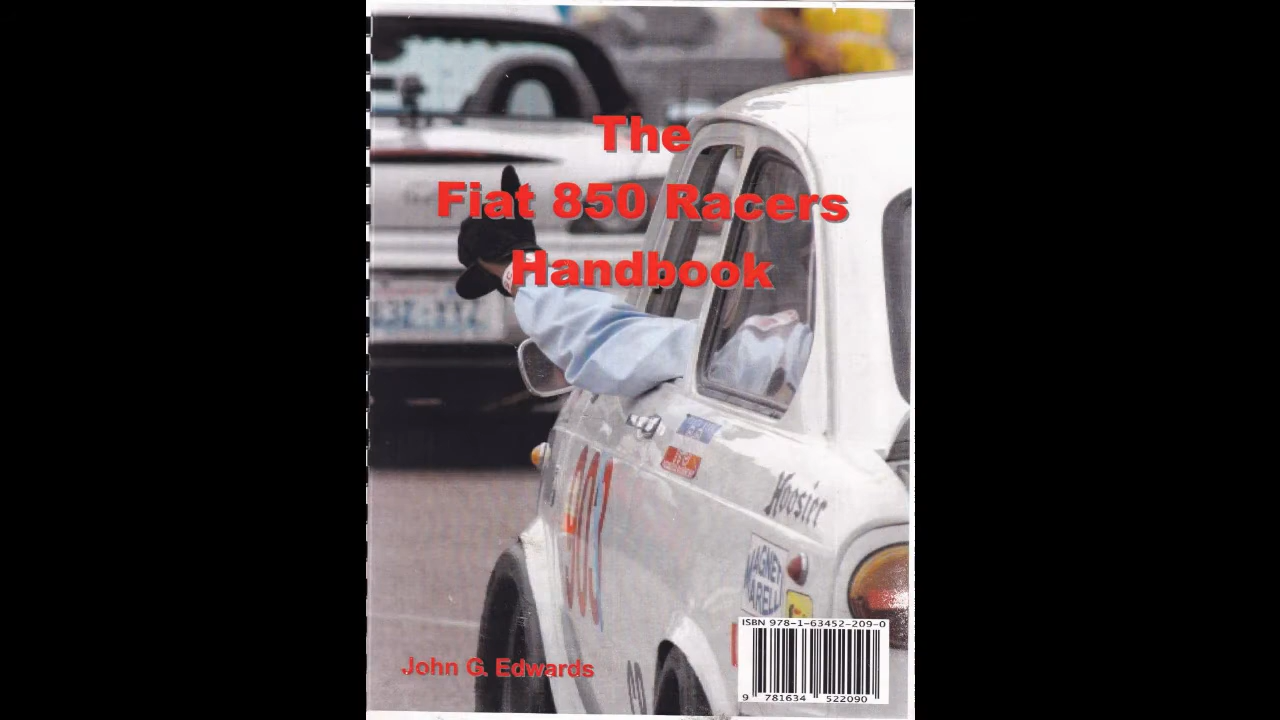 The
Fiat 850 Racers
Handbook
Hoosier
903
MAGNETI
MARELLI
John G. Edwards
ISBN 978-1-63452-209-0
9 781634 522090